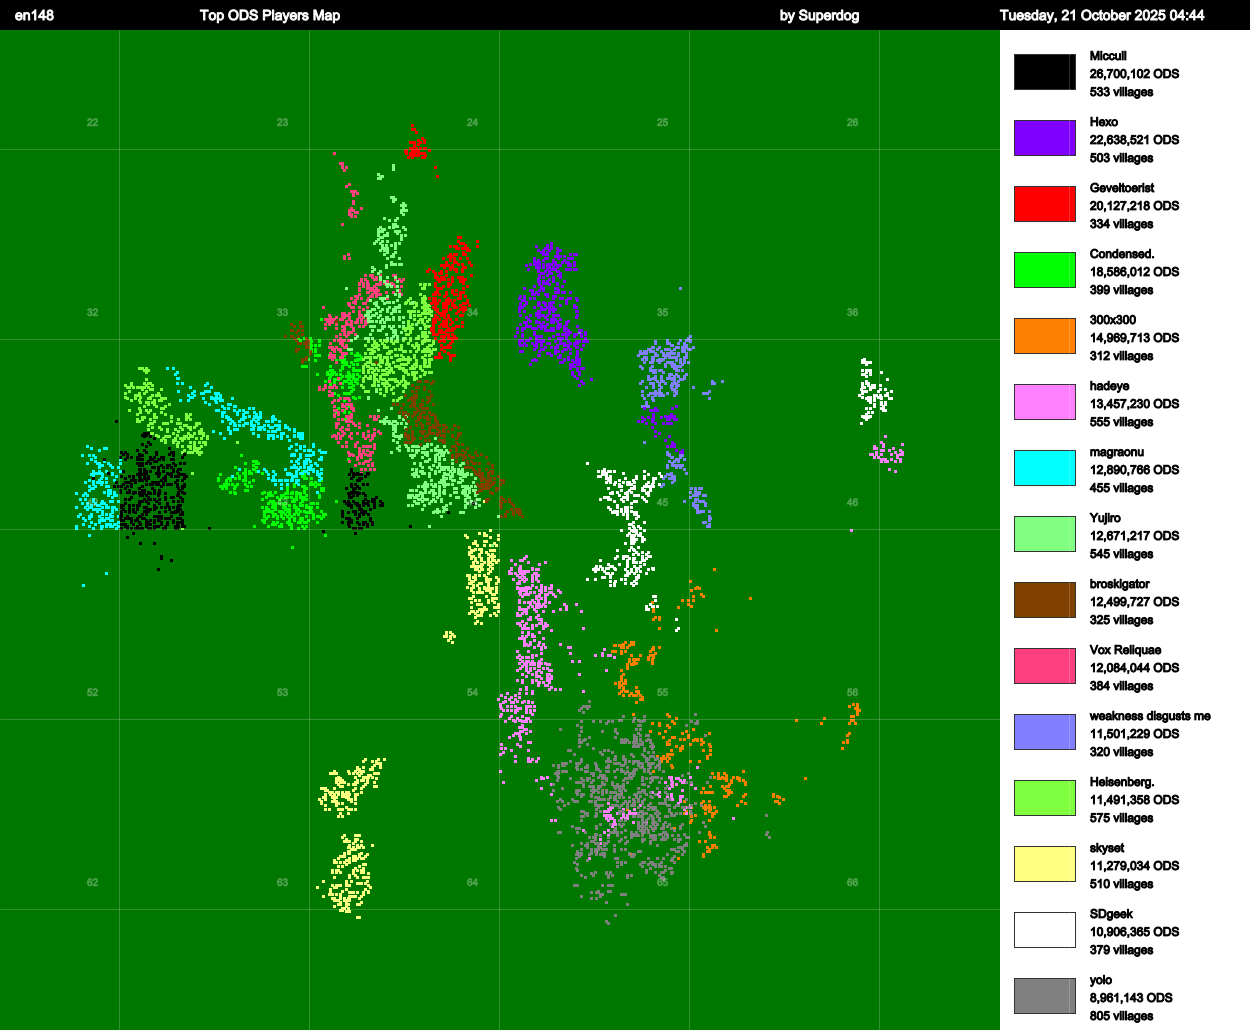 en148 Top ODS Players Map by Superdog Tuesday, 21 October 2025 04:44
22 23 24 25 26
32 33 34 35 36
45 46
52 53 54 55 56
62 63 64 65 66
Miccull
26,700,102 ODS
533 villages
Hexo
22,638,521 ODS
503 villages
Geveltoerist
20,127,218 ODS
334 villages
Condensed.
18,586,012 ODS
399 villages
300x300
14,969,713 ODS
312 villages
hadeye
13,457,230 ODS
555 villages
magraonu
12,890,766 ODS
455 villages
Yujiro
12,671,217 ODS
545 villages
broskigator
12,499,727 ODS
325 villages
Vox Reliquae
12,084,044 ODS
384 villages
weakness disgusts me
11,501,229 ODS
320 villages
Heisenberg.
11,491,358 ODS
575 villages
skyset
11,279,034 ODS
510 villages
SDgeek
10,906,365 ODS
379 villages
yolo
8,961,143 ODS
805 villages